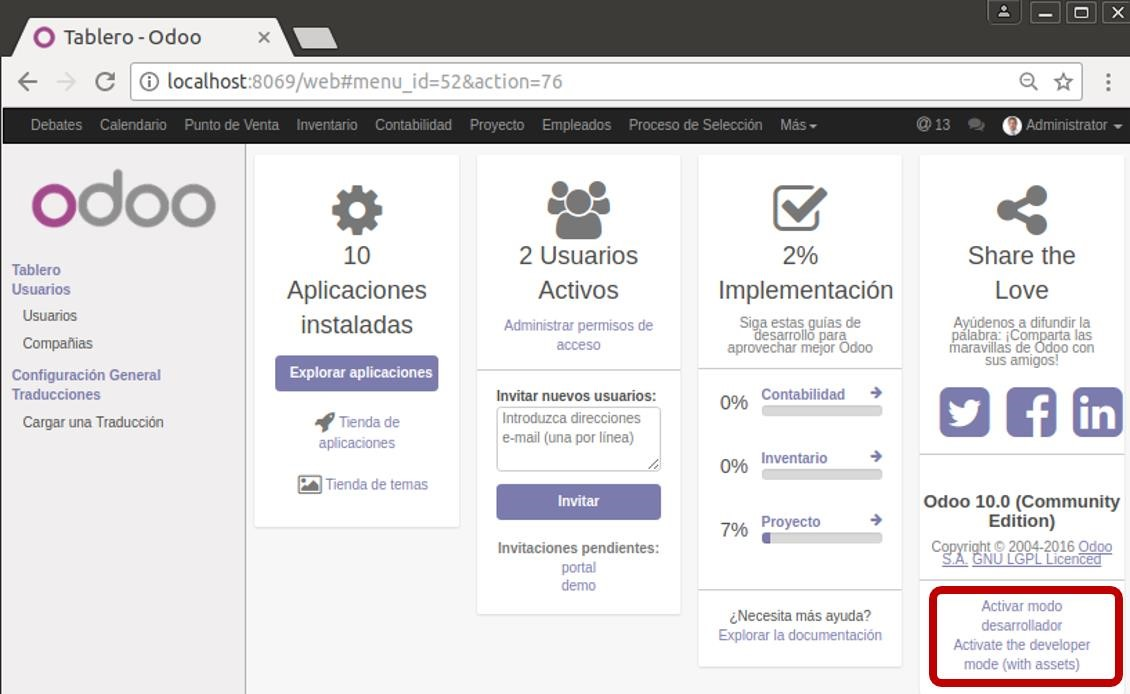 Tablero - Odoo
localhost:8069/web#menu_id=52&action=76
Debates Calendario Punto de Venta Inventario Contabilidad Proyecto Empleados Proceso de Selección Más @ 13 Administrator
odoo
Tablero
Usuarios
Usuarios
Compañias
Configuración General
Traducciones
Cargar una Traducción
10
Aplicaciones
instaladas
Explorar aplicaciones
Tienda de
aplicaciones
Tienda de temas
2 Usuarios
Activos
Administrar permisos de
acceso
Invitar nuevos usuarios:
Introduzca direcciones
e-mail (una por línea)
Invitar
Invitaciones pendientes:
portal
demo
2%
Implementación
Siga estas guías de
desarrollo para
aprovechar mejor Odoo
0% Contabilidad
0% Inventario
7% Proyecto
¿Necesita más ayuda?
Explorar la documentación
Share the
Love
Ayúdenos a difundir la
palabra: ¡Comparta las
maravillas de Odoo con
sus amigos!
Odoo 10.0 (Community
Edition)
Copyright © 2004-2016 Odoo
S.A. GNU LGPL Licenced
Activar modo
desarrollador
Activate the developer
mode (with assets)